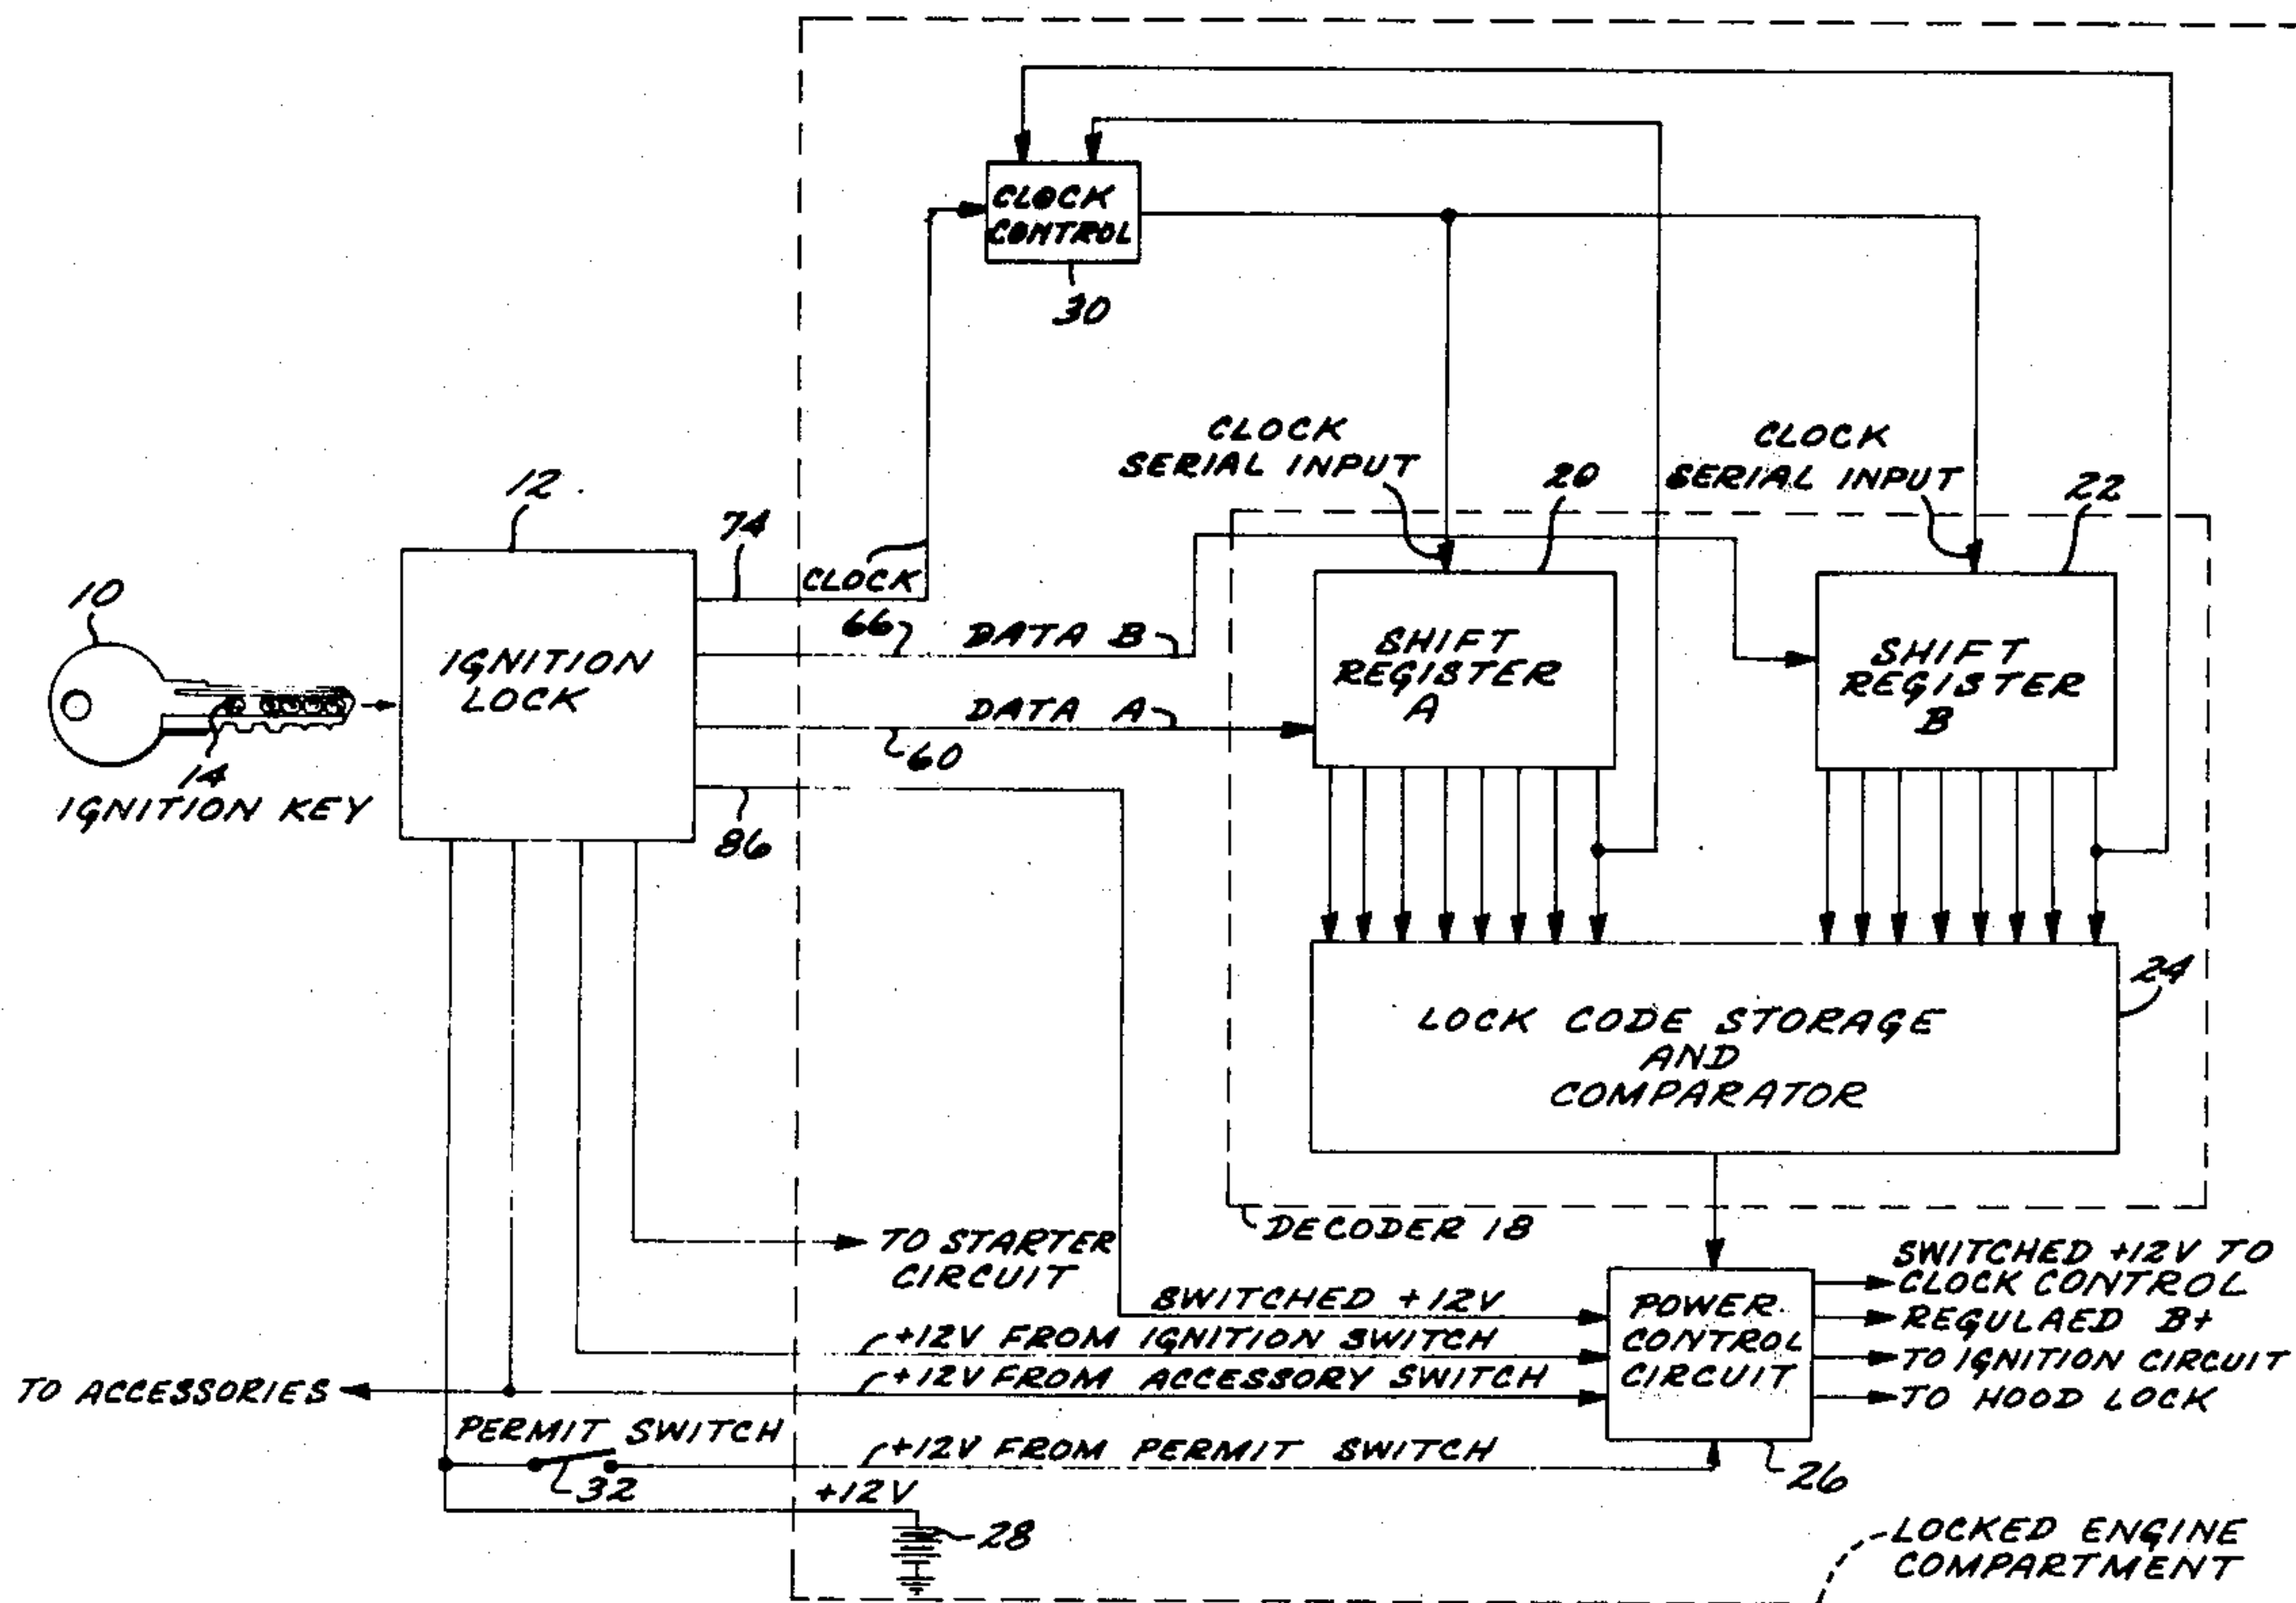 CLOCK
CONTROL
30
CLOCK
SERIAL INPUT
20
CLOCK
SERIAL INPUT
22
12
74
CLOCK
10
66
DATA B
IGNITION
LOCK
SHIFT
REGISTER
A
SHIFT
REGISTER
B
DATA A
60
14
IGNITION KEY
86
24
LOCK CODE STORAGE
AND
COMPARATOR
DECODER 18
TO STARTER
CIRCUIT
SWITCHED +12V TO
CLOCK CONTROL
REGULAED B+
TO IGNITION CIRCUIT
TO HOOD LOCK
SWITCHED +12V
+12V FROM IGNITION SWITCH
+12V FROM ACCESSORY SWITCH
POWER
CONTROL
CIRCUIT
TO ACCESSORIES
PERMIT SWITCH
+12V FROM PERMIT SWITCH
32
26
+12V
28
LOCKED ENGINE
COMPARTMENT